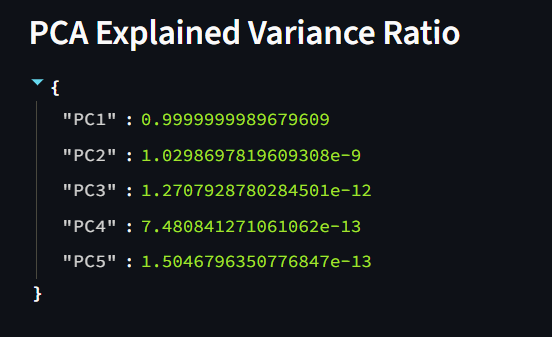 PCA Explained Variance Ratio
{
"PC1" : 0.9999999989679609
"PC2" : 1.0298697819609308e-9
"PC3" : 1.2707928780284501e-12
"PC4" : 7.480841271061062e-13
"PC5" : 1.5046796350776847e-13
}